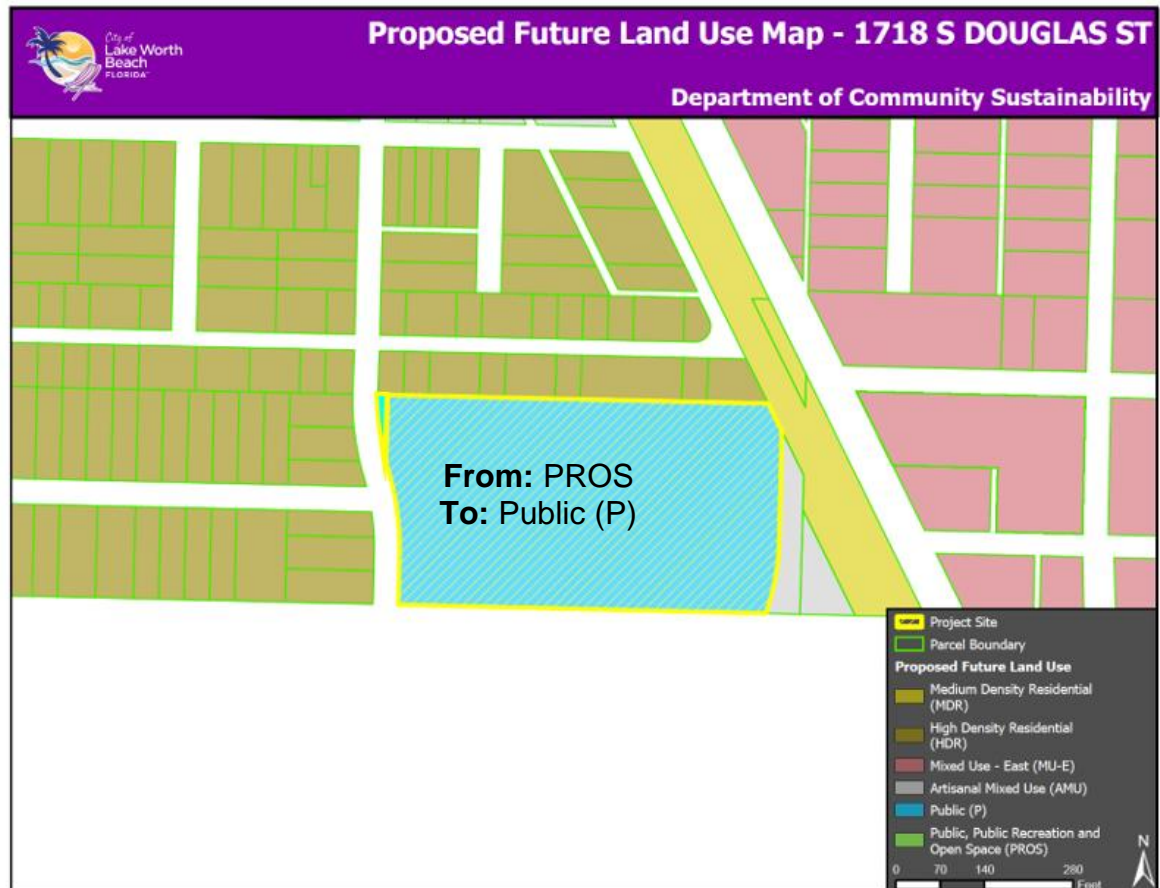 City of
Lake Worth
Beach
FLORIDA
Proposed Future Land Use Map - 1718 S DOUGLAS ST
Department of Community Sustainability
From: PROS
To: Public (P)
Project Site
Parcel Boundary
Proposed Future Land Use
Medium Density Residential
(MDR)
High Density Residential
(HDR)
Mixed Use - East (MU-E)
Artisanal Mixed Use (AMU)
Public (P)
Public, Public Recreation and
Open Space (PROS)
N
0 70 140 280
Feet